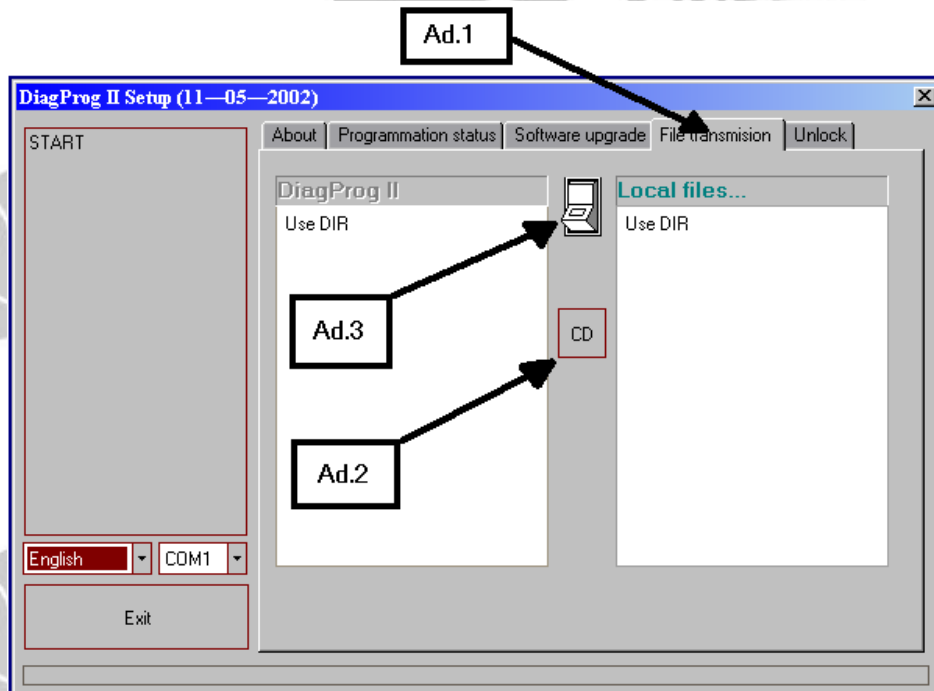 Ad.1
DiagProg II Setup (11—05—2002)
START
About
Programmation status
Software upgrade
File transmision
Unlock
DiagProg II
Local files...
Use DIR
Use DIR
Ad.3
CD
Ad.2
English
COM1
Exit